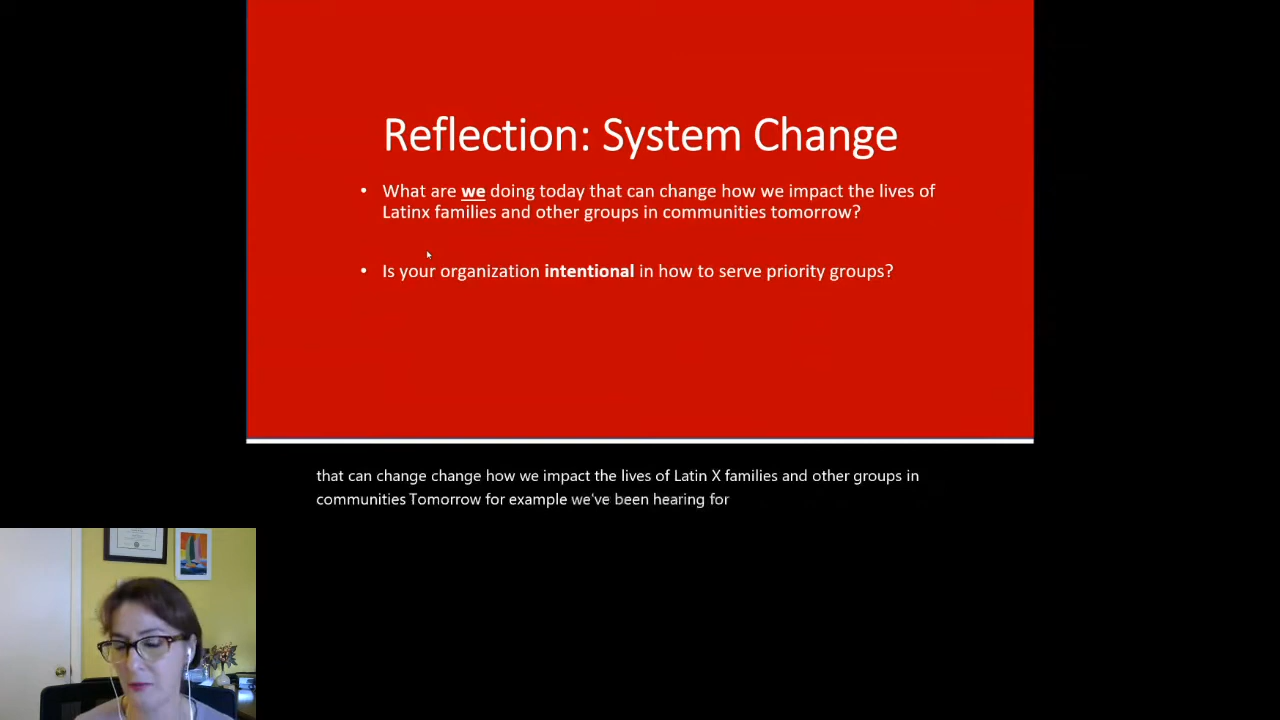 Reflection: System Change
• What are we doing today that can change how we impact the lives of
Latinx families and other groups in communities tomorrow?
• Is your organization intentional in how to serve priority groups?
that can change change how we impact the lives of Latin X families and other groups in
communities Tomorrow for example we've been hearing for